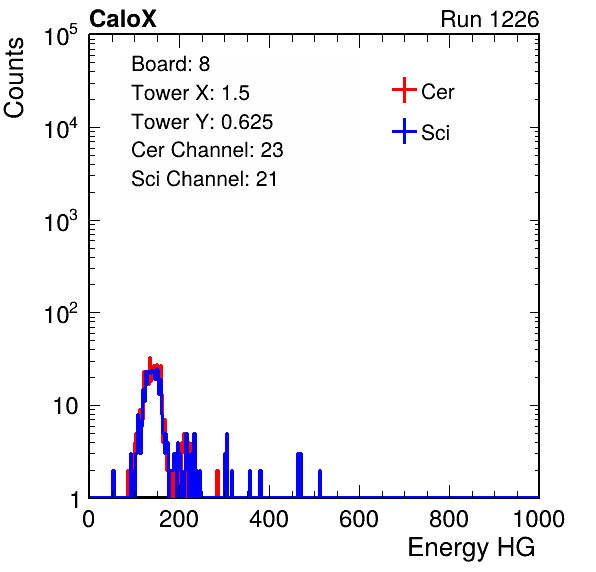 CaloX Run 1226
Counts
Board: 8
Tower X: 1.5
Tower Y: 0.625
Cer Channel: 23
Sci Channel: 21
Cer
Sci
10^5
10^4
10^3
10^2
10
1
0 200 400 600 800 1000
Energy HG